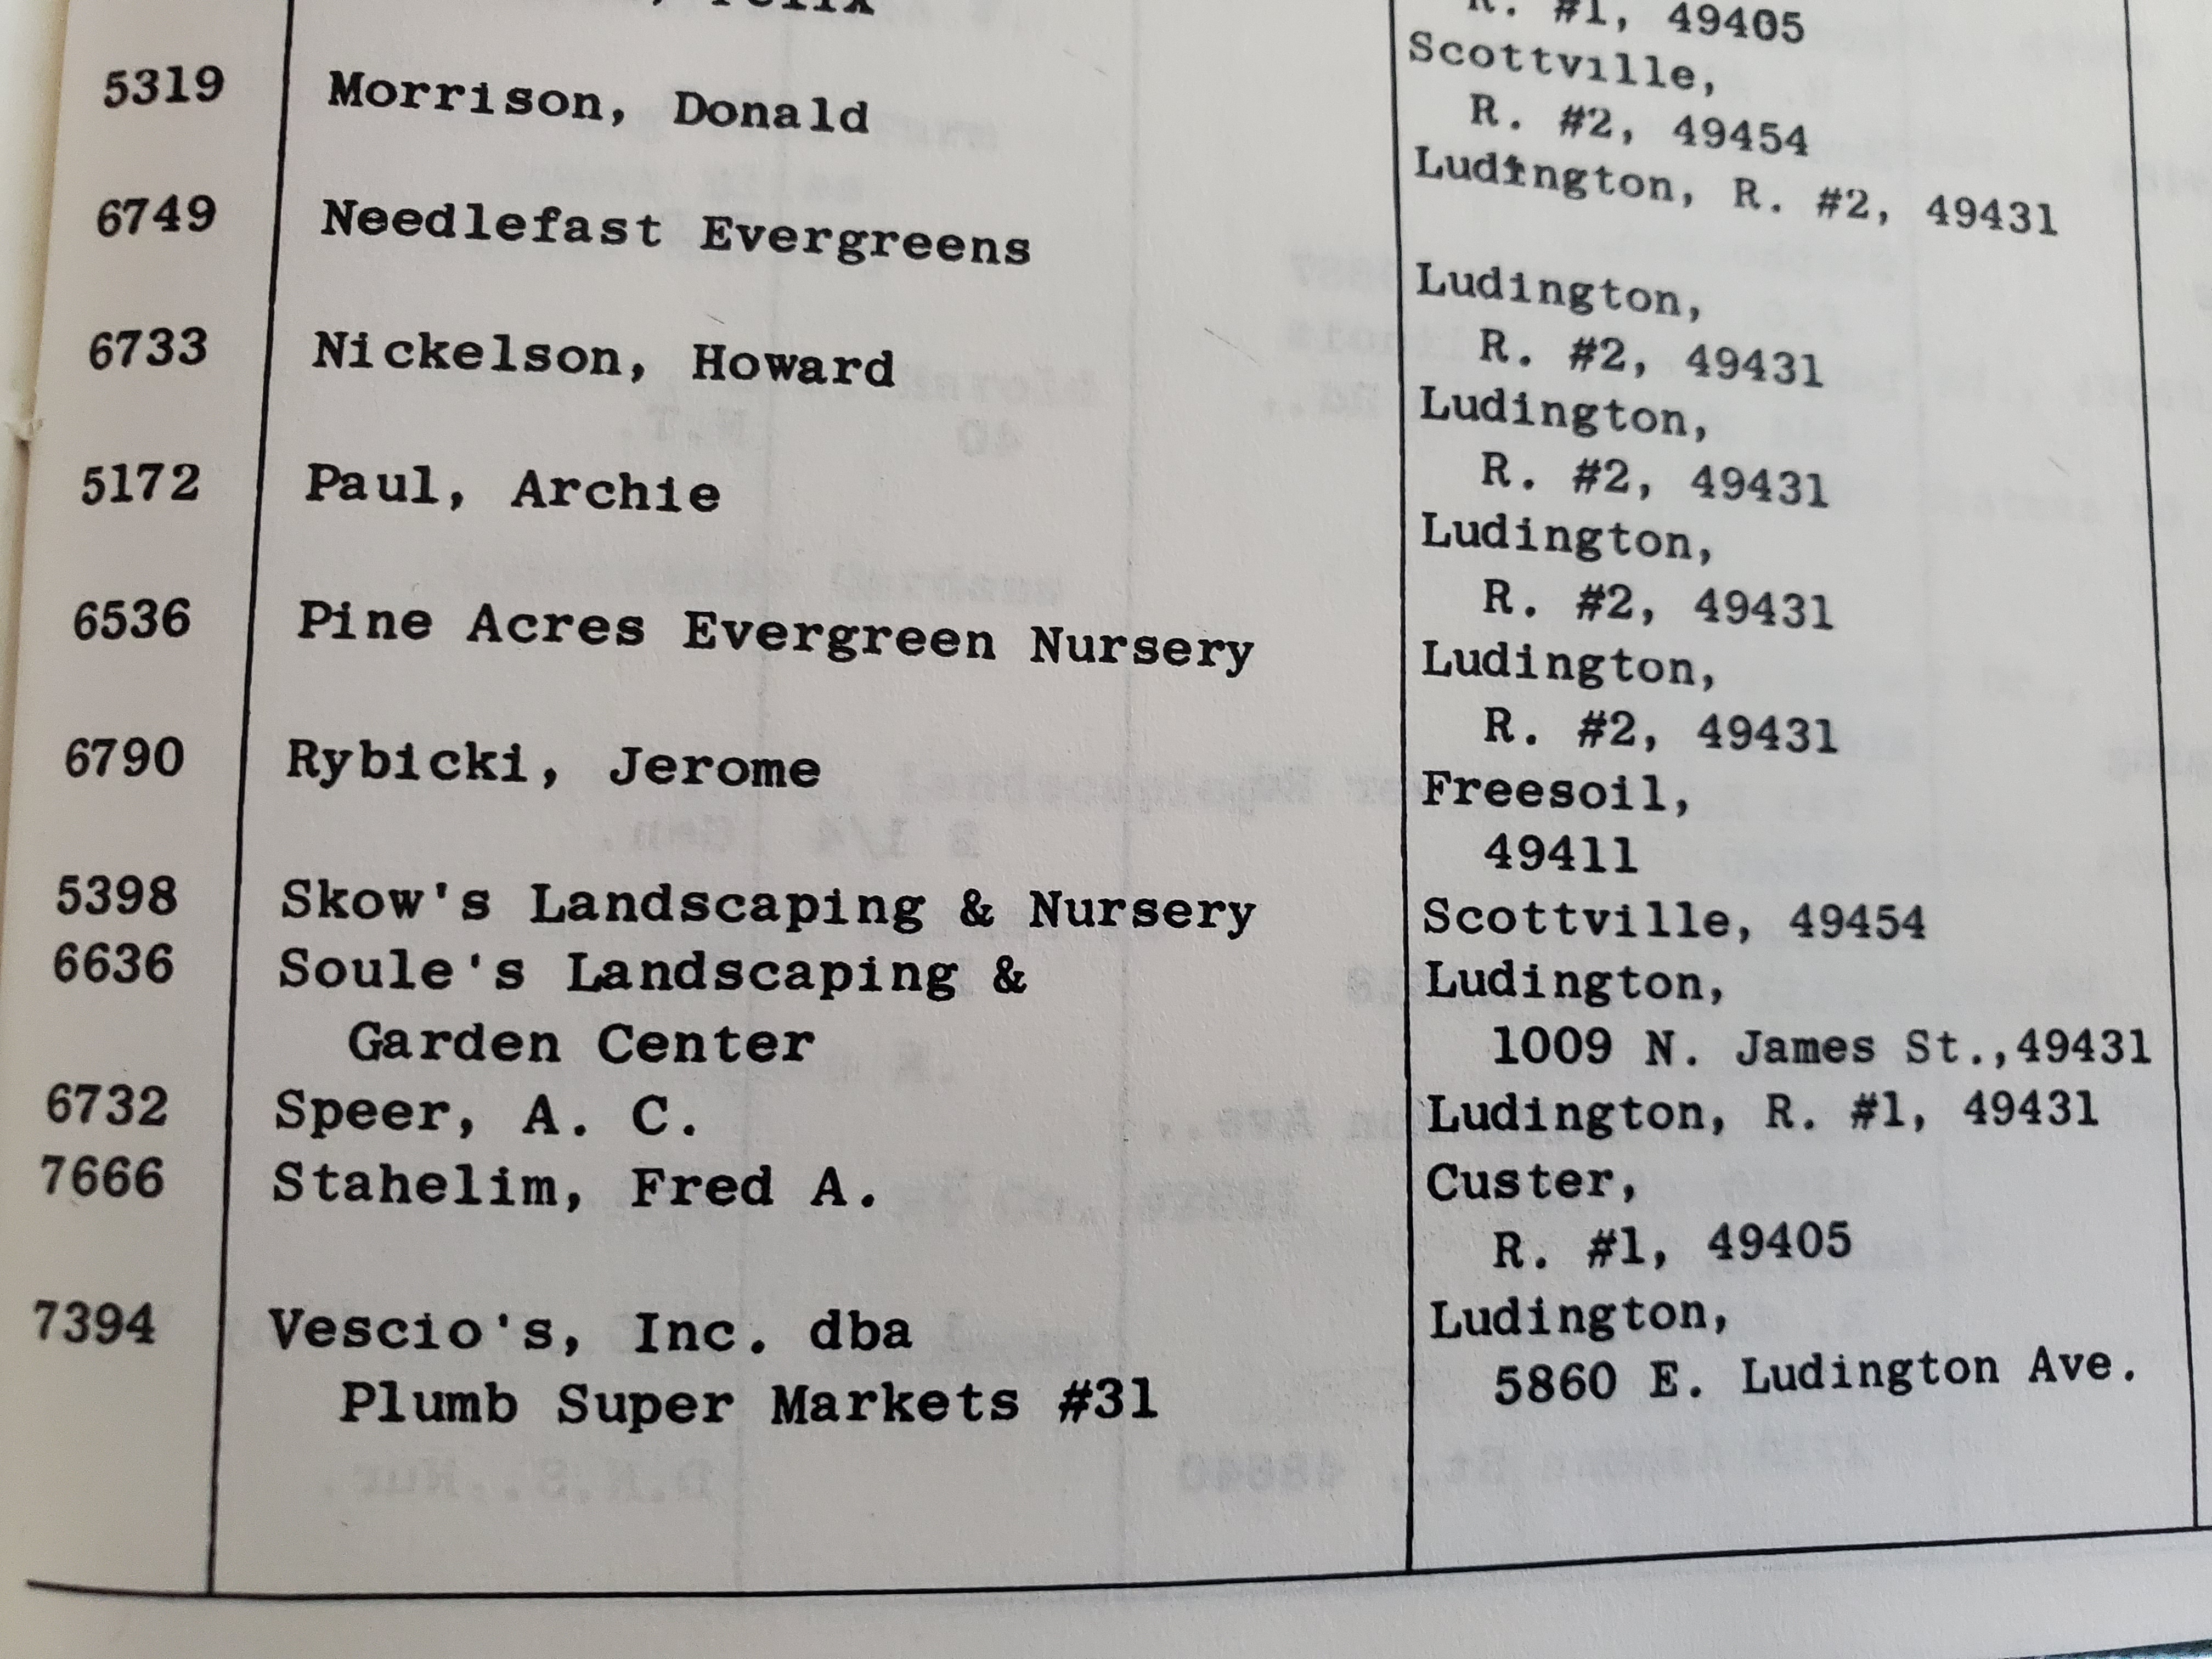 R. #1, 49405
Scottville,
R. #2, 49454
5319 Morrison, Donald Ludington, R. #2, 49431
6749 Needlefast Evergreens Ludington,
R. #2, 49431
6733 Nickelson, Howard Ludington,
R. #2, 49431
5172 Paul, Archie Ludington,
R. #2, 49431
6536 Pine Acres Evergreen Nursery Ludington,
R. #2, 49431
6790 Rybicki, Jerome Freesoil,
49411
5398 Skow's Landscaping & Nursery Scottville, 49454
6636 Soule's Landscaping & Ludington,
Garden Center 1009 N. James St.,49431
6732 Speer, A. C. Ludington, R. #1, 49431
7666 Stahelim, Fred A. Custer,
R. #1, 49405
7394 Vescio's, Inc. dba Ludington,
Plumb Super Markets #31 5860 E. Ludington Ave.